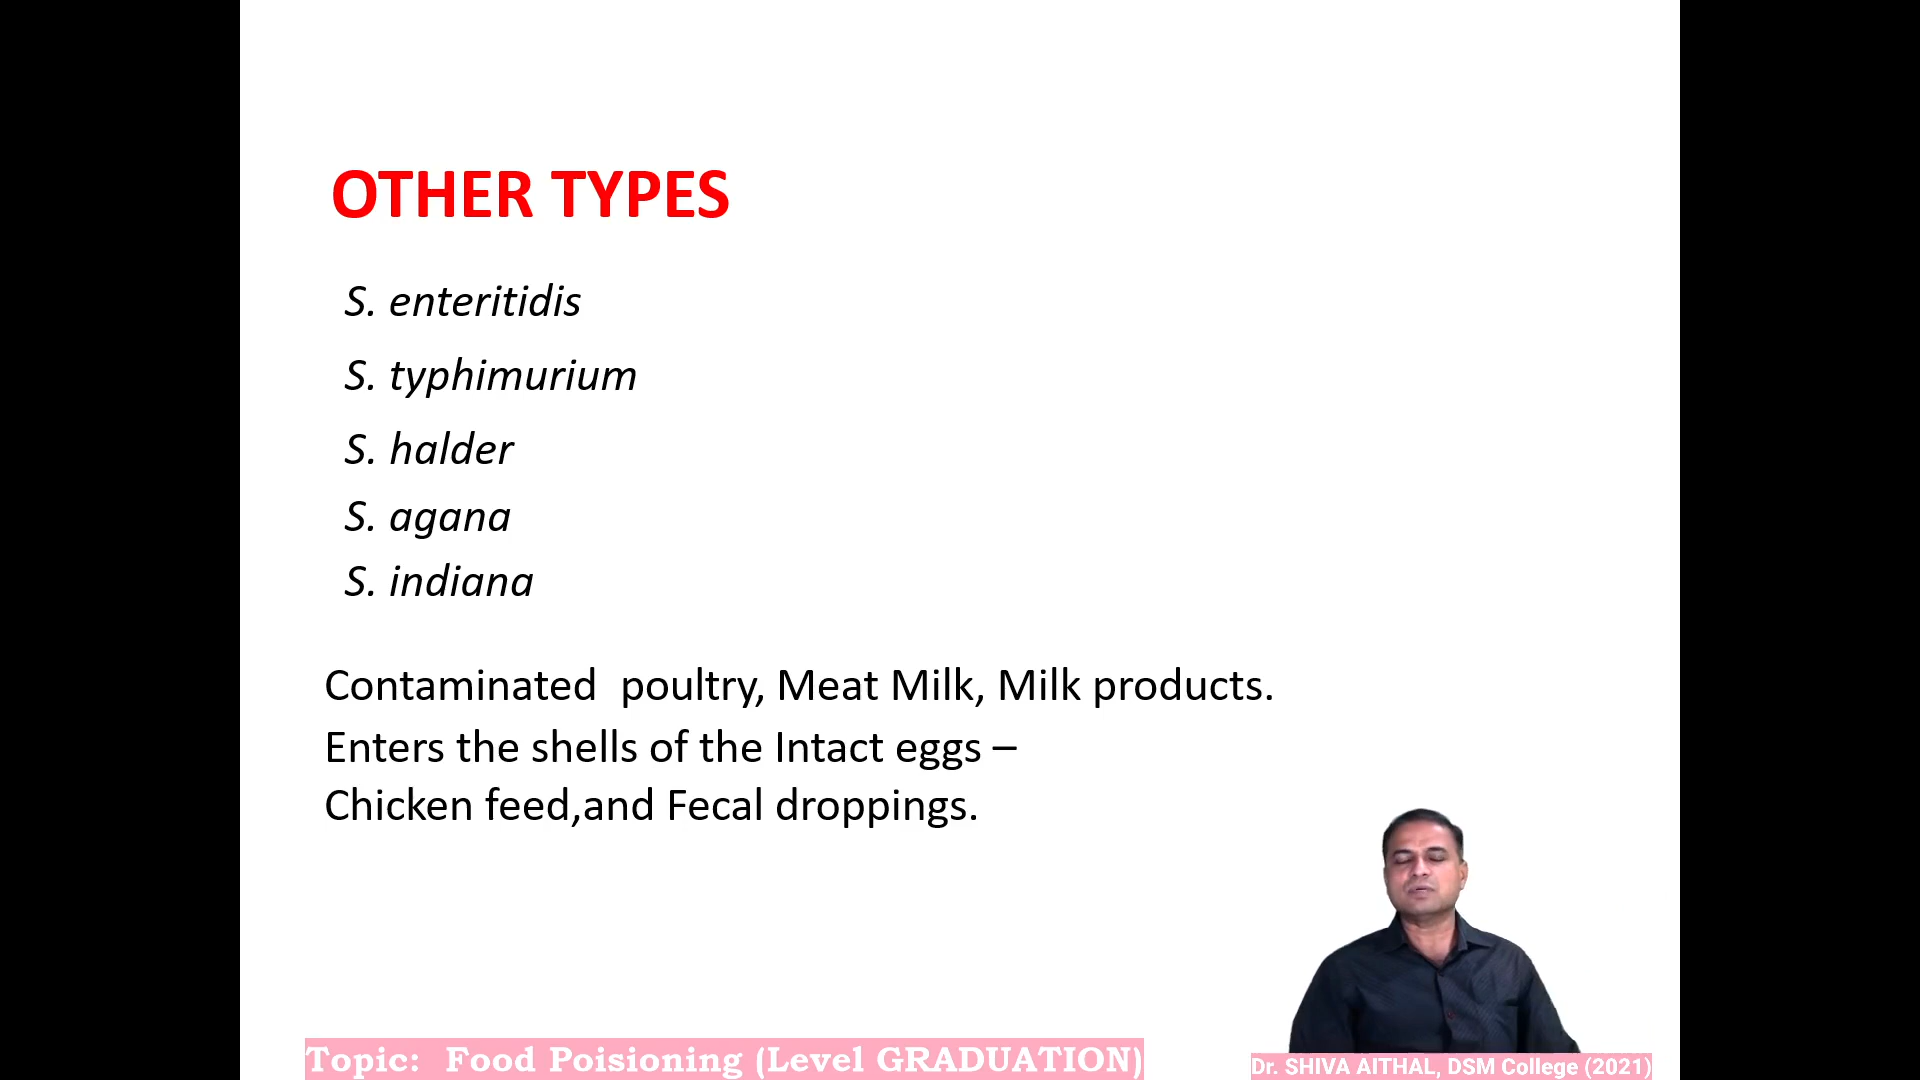 OTHER TYPES
S. enteritidis
S. typhimurium
S. halder
S. agana
S. indiana
Contaminated  poultry, Meat Milk, Milk products.
Enters the shells of the Intact eggs –
Chicken feed,and Fecal droppings.
Topic:  Food Poisioning (Level GRADUATION)
Dr. SHIVA AITHAL, DSM College (2021)